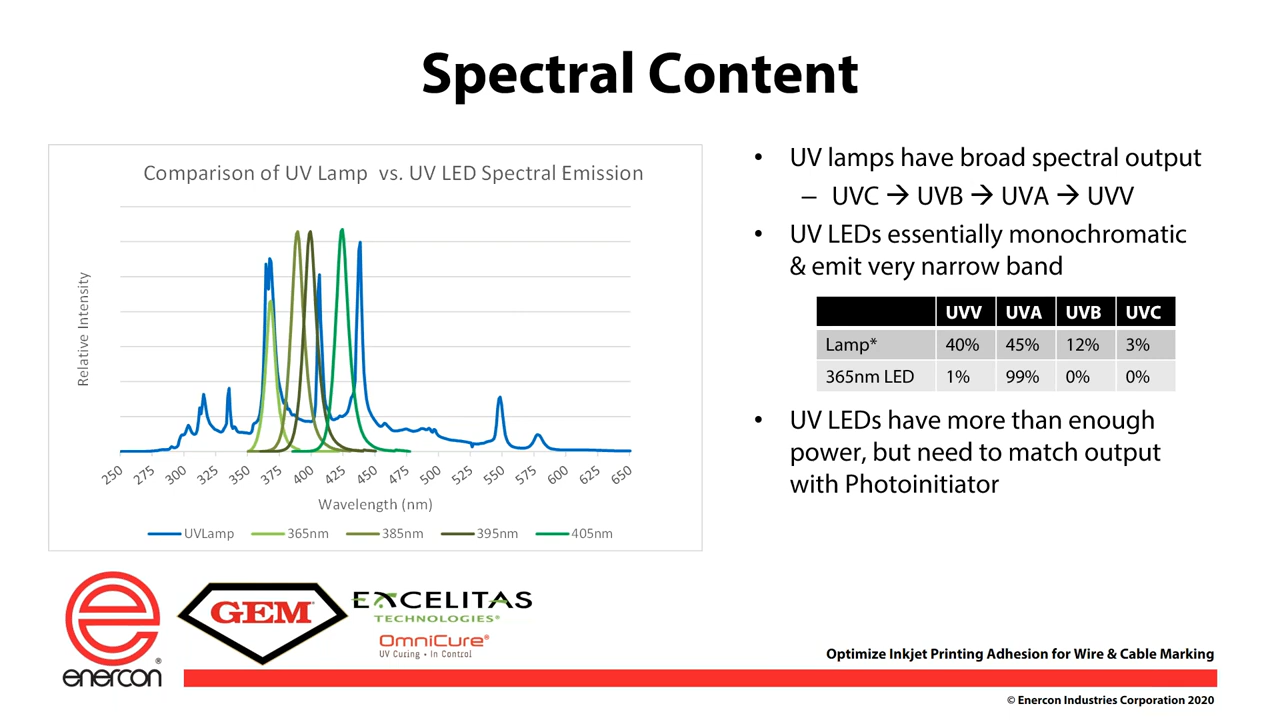 Spectral Content
Comparison of UV Lamp vs. UV LED Spectral Emission
Relative Intensity
250 275 300 325 350 375 400 425 450 475 500 525 550 575 600 625 650
Wavelength (nm)
UVLamp 365nm 385nm 395nm 405nm
• UV lamps have broad spectral output
– UVC → UVB → UVA → UVV
• UV LEDs essentially monochromatic
& emit very narrow band
UVV UVA UVB UVC
Lamp* 40% 45% 12% 3%
365nm LED 1% 99% 0% 0%
• UV LEDs have more than enough
power, but need to match output
with Photoinitiator
enercon®
GEM®
EXCELITAS
TECHNOLOGIES®
OmniCure®
UV Curing • In Control
Optimize Inkjet Printing Adhesion for Wire & Cable Marking
© Enercon Industries Corporation 2020